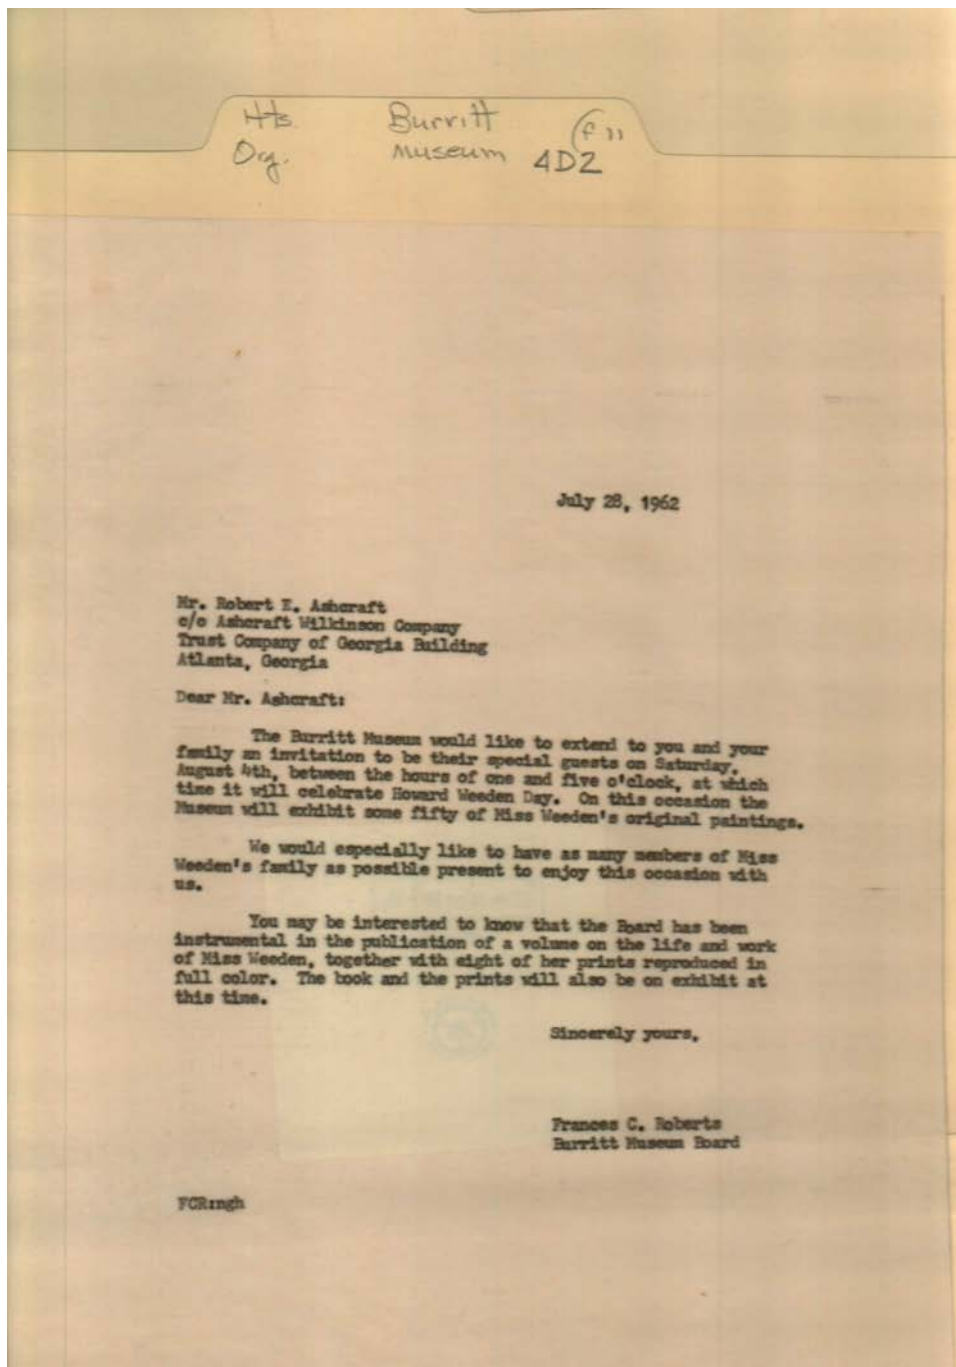 Hts. Burritt (f 11
Org. Museum 4D2
July 28, 1962
Mr. Robert E. Ashcraft
c/o Ashcraft Wilkinson Company
Trust Company of Georgia Building
Atlanta, Georgia
Dear Mr. Ashcraft:
The Burritt Museum would like to extend to you and your
family an invitation to be their special guests on Saturday,
August 4th, between the hours of one and five o'clock, at which
time it will celebrate Howard Weeden Day. On this occasion the
Museum will exhibit some fifty of Miss Weeden's original paintings.
We would especially like to have as many members of Miss
Weeden's family as possible present to enjoy this occasion with
us.
You may be interested to know that the Board has been
instrumental in the publication of a volume on the life and work
of Miss Weeden, together with eight of her prints reproduced in
full color. The book and the prints will also be on exhibit at
this time.
Sincerely yours,
Frances C. Roberts
Burritt Museum Board
FCR:ngh